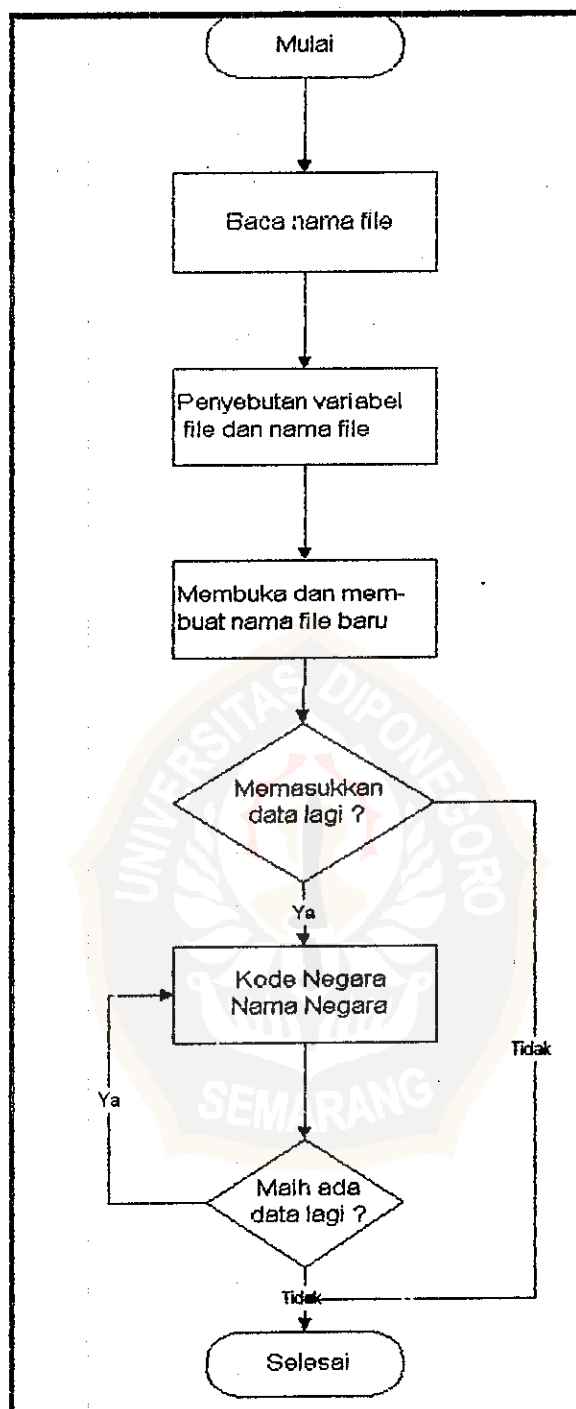 Mulai
Baca nama file
Penyebutan variabel
file dan nama file
Membuka dan mem-
buat nama file baru
UNIVERSITAS DIPONEGORO
Memasukkan
data lagi ?
Ya
Kode Negara
Nama Negara
Tidak
Ya
SEMARANG
Maih ada
data lagi ?
Tidak
Selesai